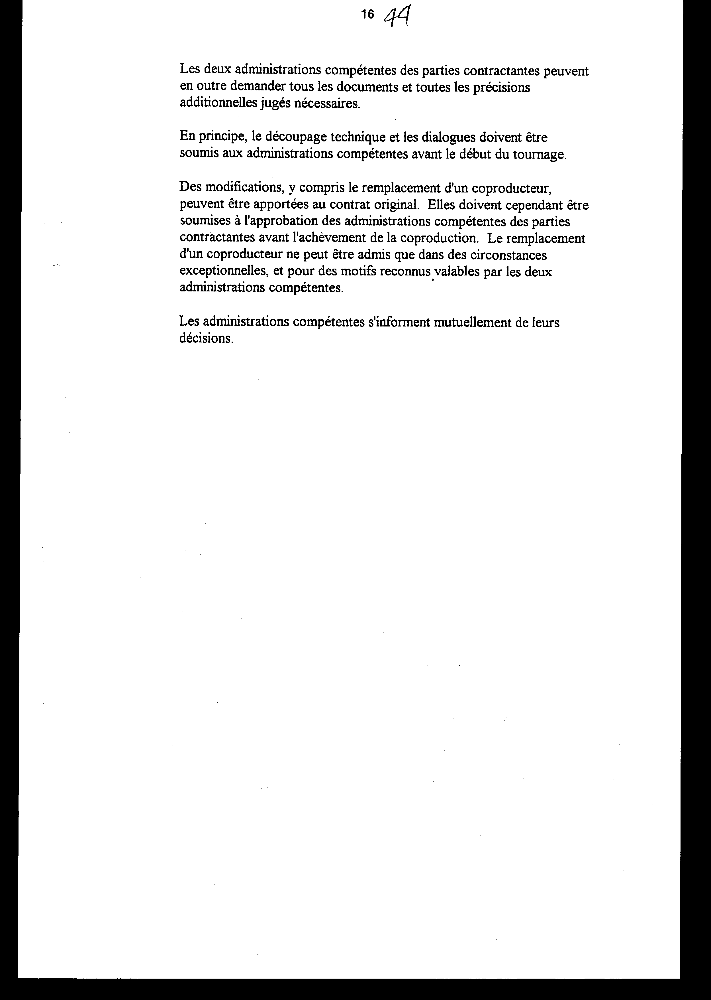 16 44
Les deux administrations compétentes des parties contractantes peuvent
en outre demander tous les documents et toutes les précisions
additionnelles jugés nécessaires.
En principe, le découpage technique et les dialogues doivent être
soumis aux administrations compétentes avant le début du tournage.
Des modifications, y compris le remplacement d'un coproducteur,
peuvent être apportées au contrat original. Elles doivent cependant être
soumises à l'approbation des administrations compétentes des parties
contractantes avant l'achèvement de la coproduction. Le remplacement
d'un coproducteur ne peut être admis que dans des circonstances
exceptionnelles, et pour des motifs reconnus valables par les deux
administrations compétentes.
Les administrations compétentes s'informent mutuellement de leurs
décisions.